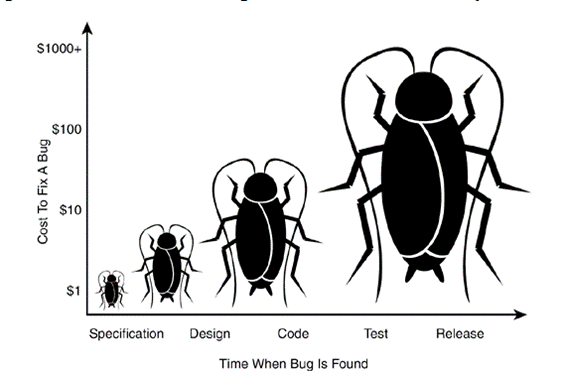 $1000+
$100
$10
$1
Cost To Fix A Bug
Specification Design Code Test Release
Time When Bug Is Found